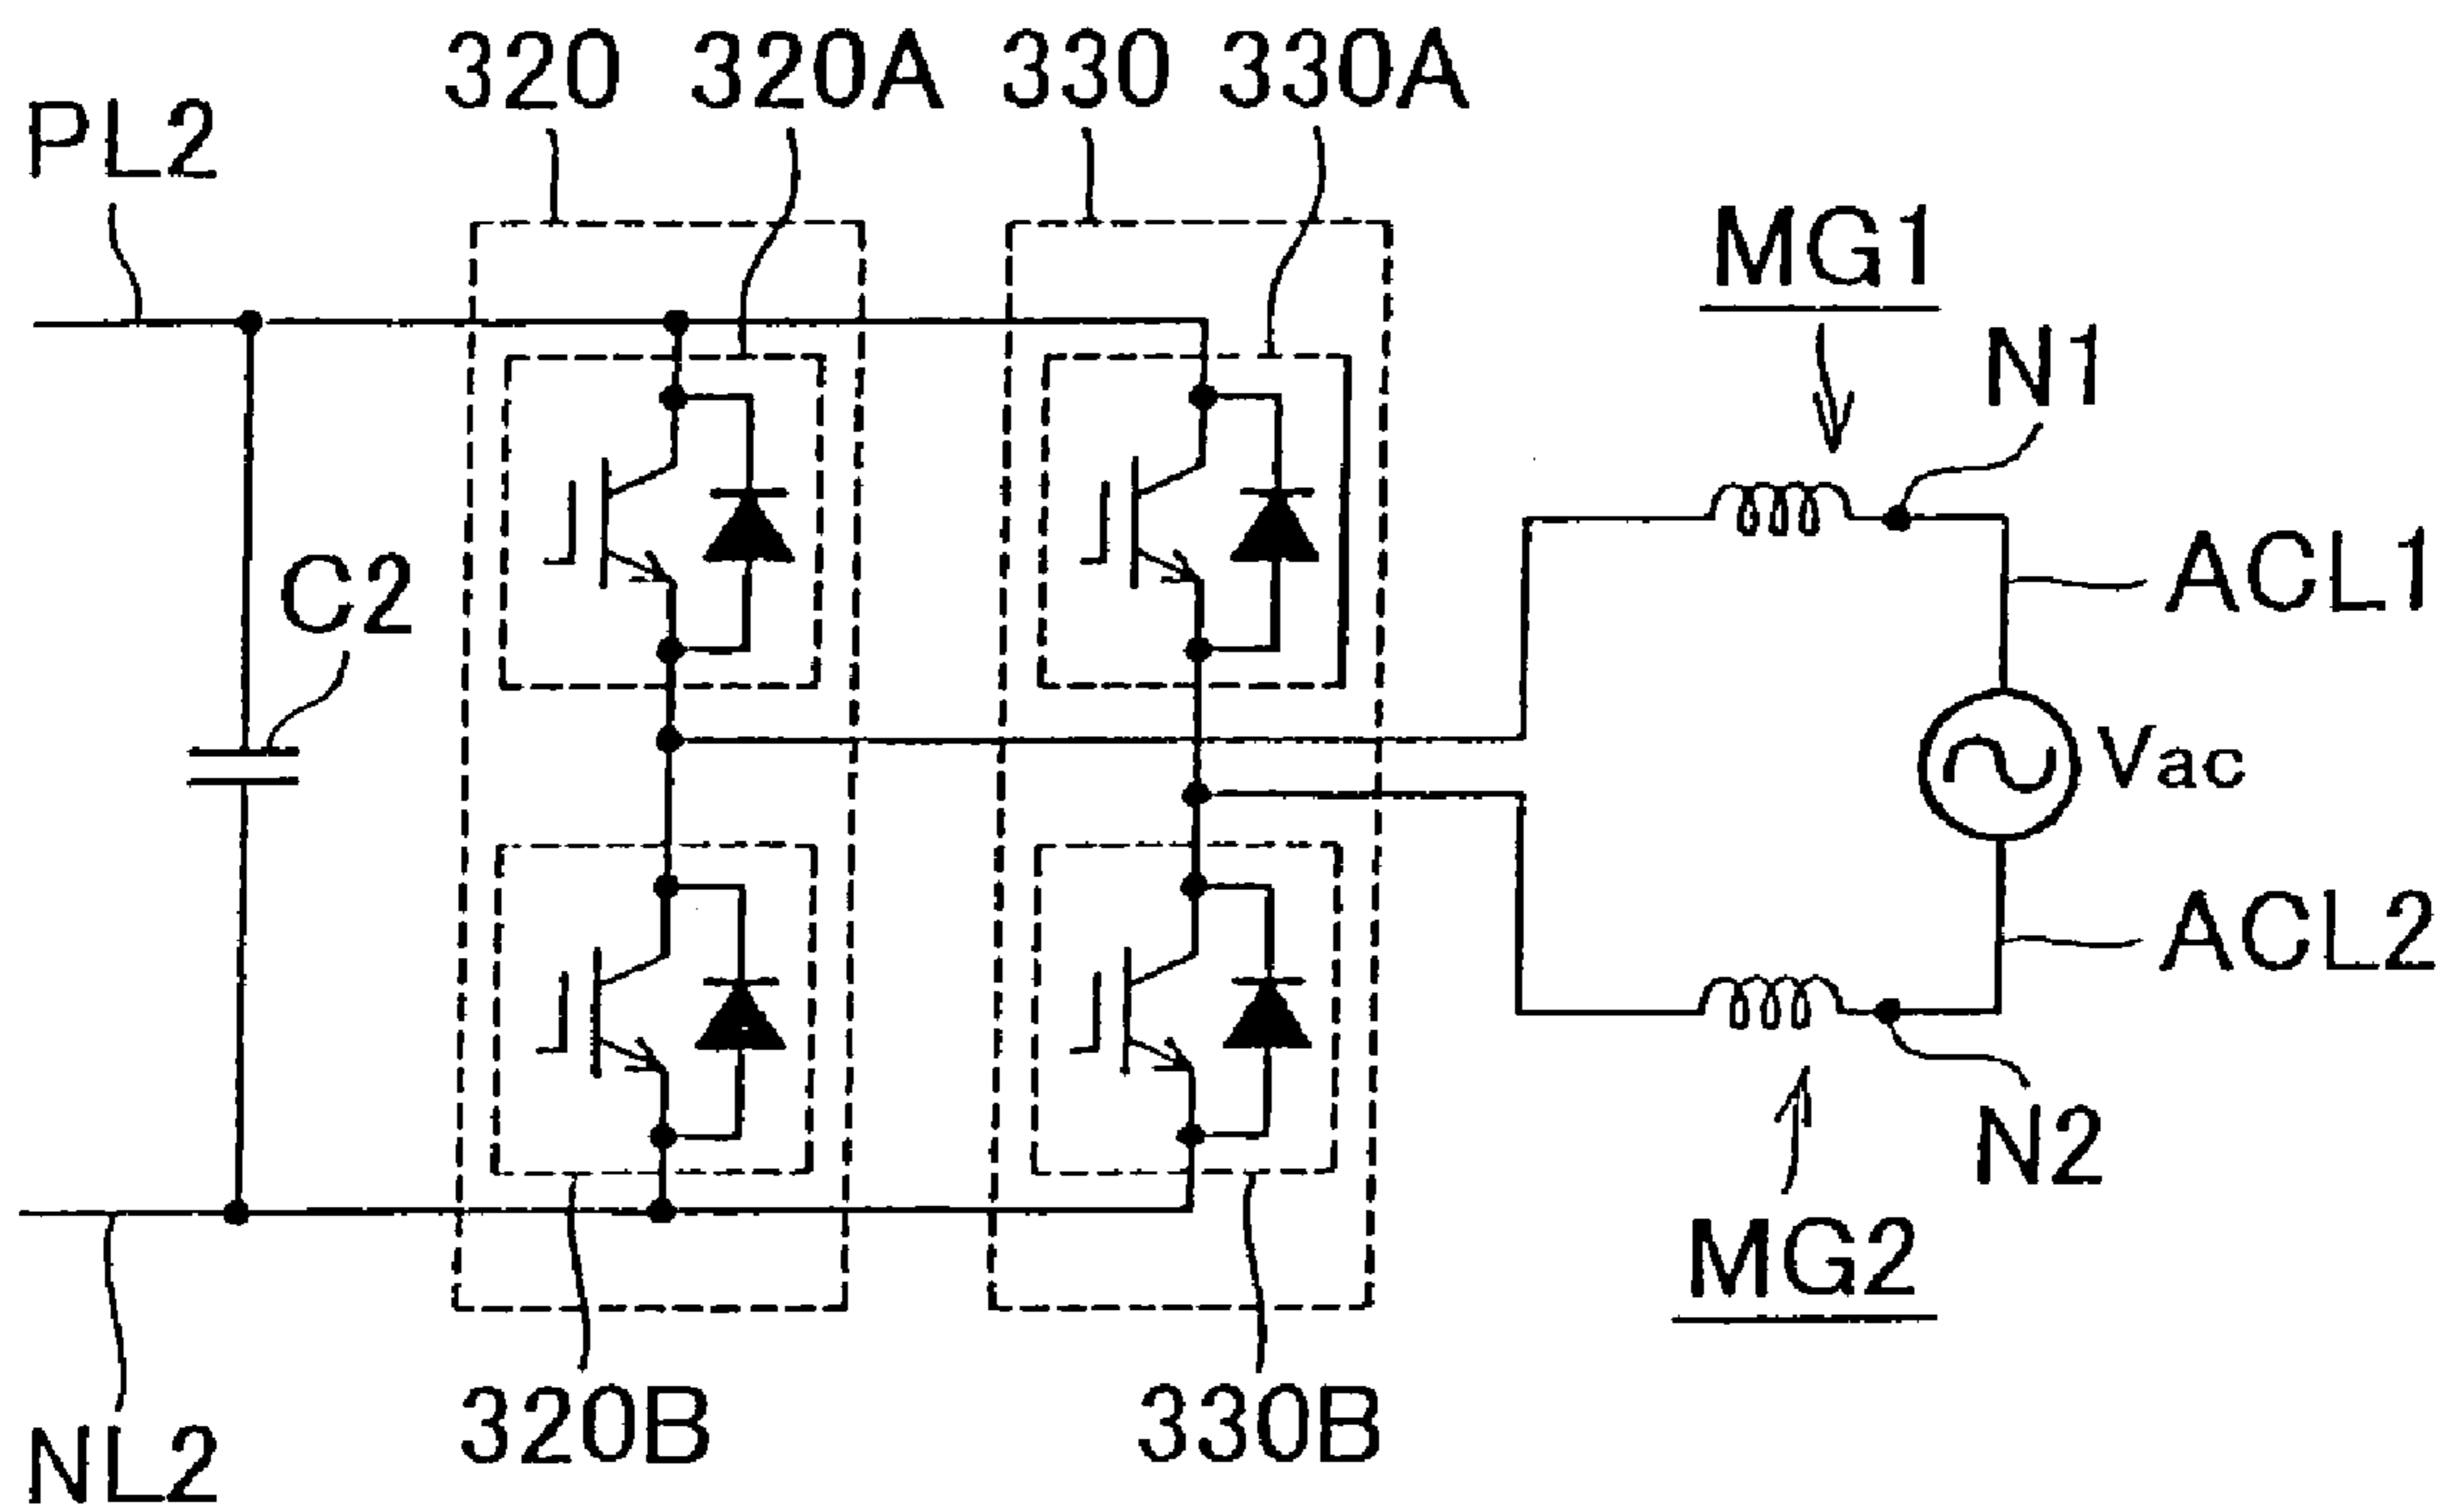 320 320A 330 330A
PL2
MG1
N1
C2
ACL1
Vac
ACL2
N2
MG2
320B 330B
NL2